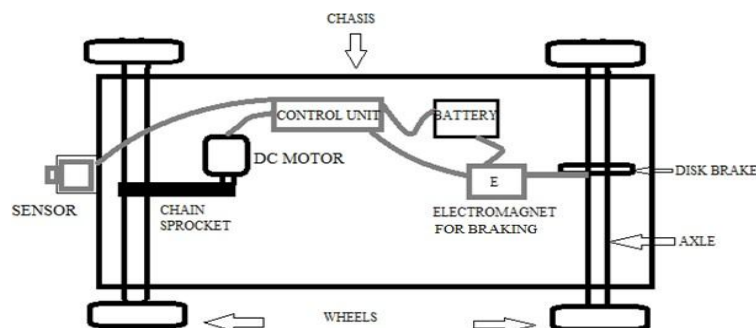 CHASIS
CONTROL UNIT
BATTERY
DC MOTOR
SENSOR
CHAIN
SPROCKET
E
ELECTROMAGNET
FOR BRAKING
DISK BRAKE
AXLE
WHEELS